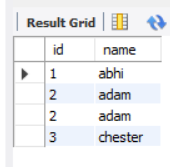 Result Grid
id name
1 abhi
2 adam
2 adam
3 chester